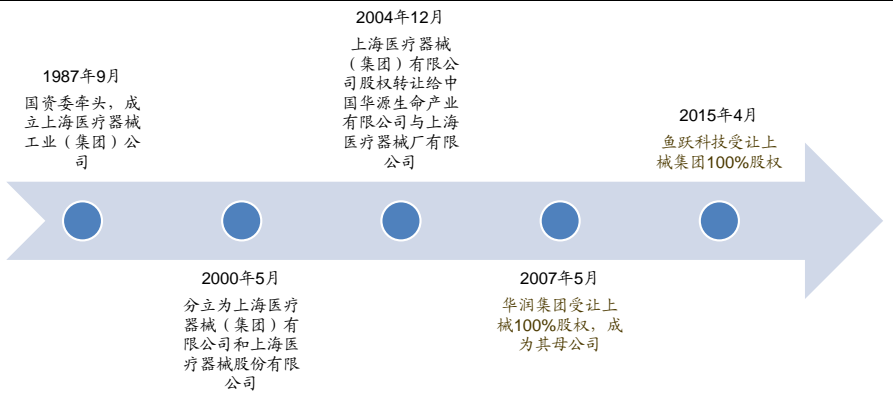 1987年9月
国资委牵头，成
立上海医疗器械
工业（集团）公
司
2000年5月
分立为上海医疗
器械（集团）有
限公司和上海医
疗器械股份有限
公司
2004年12月
上海医疗器械
（集团）有限公
司股权转让给中
国华源生命产业
有限公司与上海
医疗器械厂有限
公司
2007年5月
华润集团受让上
械100%股权，成
为其母公司
2015年4月
鱼跃科技受让上
械集团100%股权